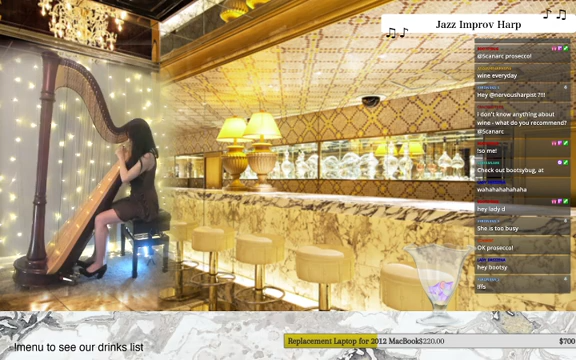 Jazz Improv Harp
@Scanarc prosecco!
wine everyday
Hey @nervousharpist ?!!!
I don't know anything about
wine - what do you recommend?
@Scanarc
!so me!
Check out bootsybug, at
wahahahahaha
hey lady d
She is too busy
OK prosecco!
hey bootsy
!menu to see our drinks list
Replacement Laptop for 2012 MacBook$220.00
$700